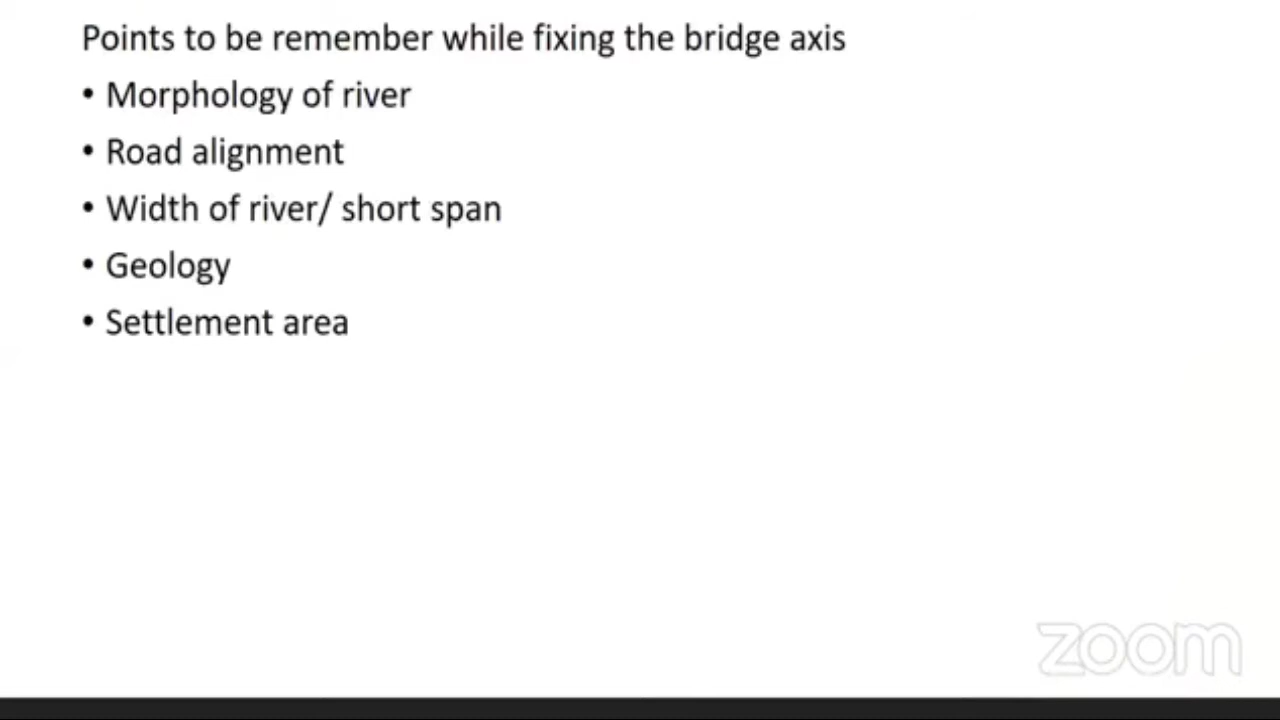 Points to be remember while fixing the bridge axis
• Morphology of river
• Road alignment
• Width of river/ short span
• Geology
• Settlement area
zoom